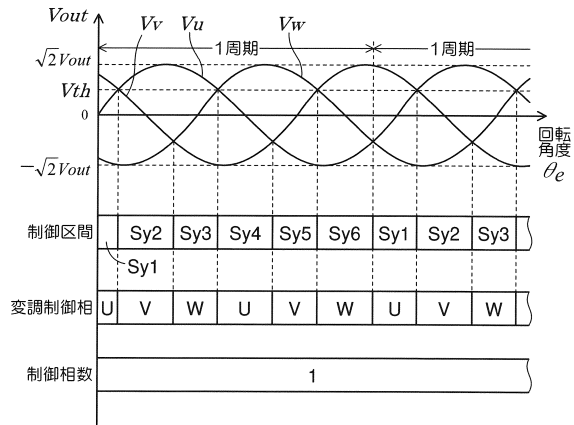 Vout
Vv
Vu
Vw
1周期
1周期
√2Vout
Vth
0
回転
角度
θe
−√2Vout
制御区間
Sy2
Sy3
Sy4
Sy5
Sy6
Sy1
Sy2
Sy3
Sy1
変調制御相
U
V
W
U
V
W
U
V
W
制御相数
1